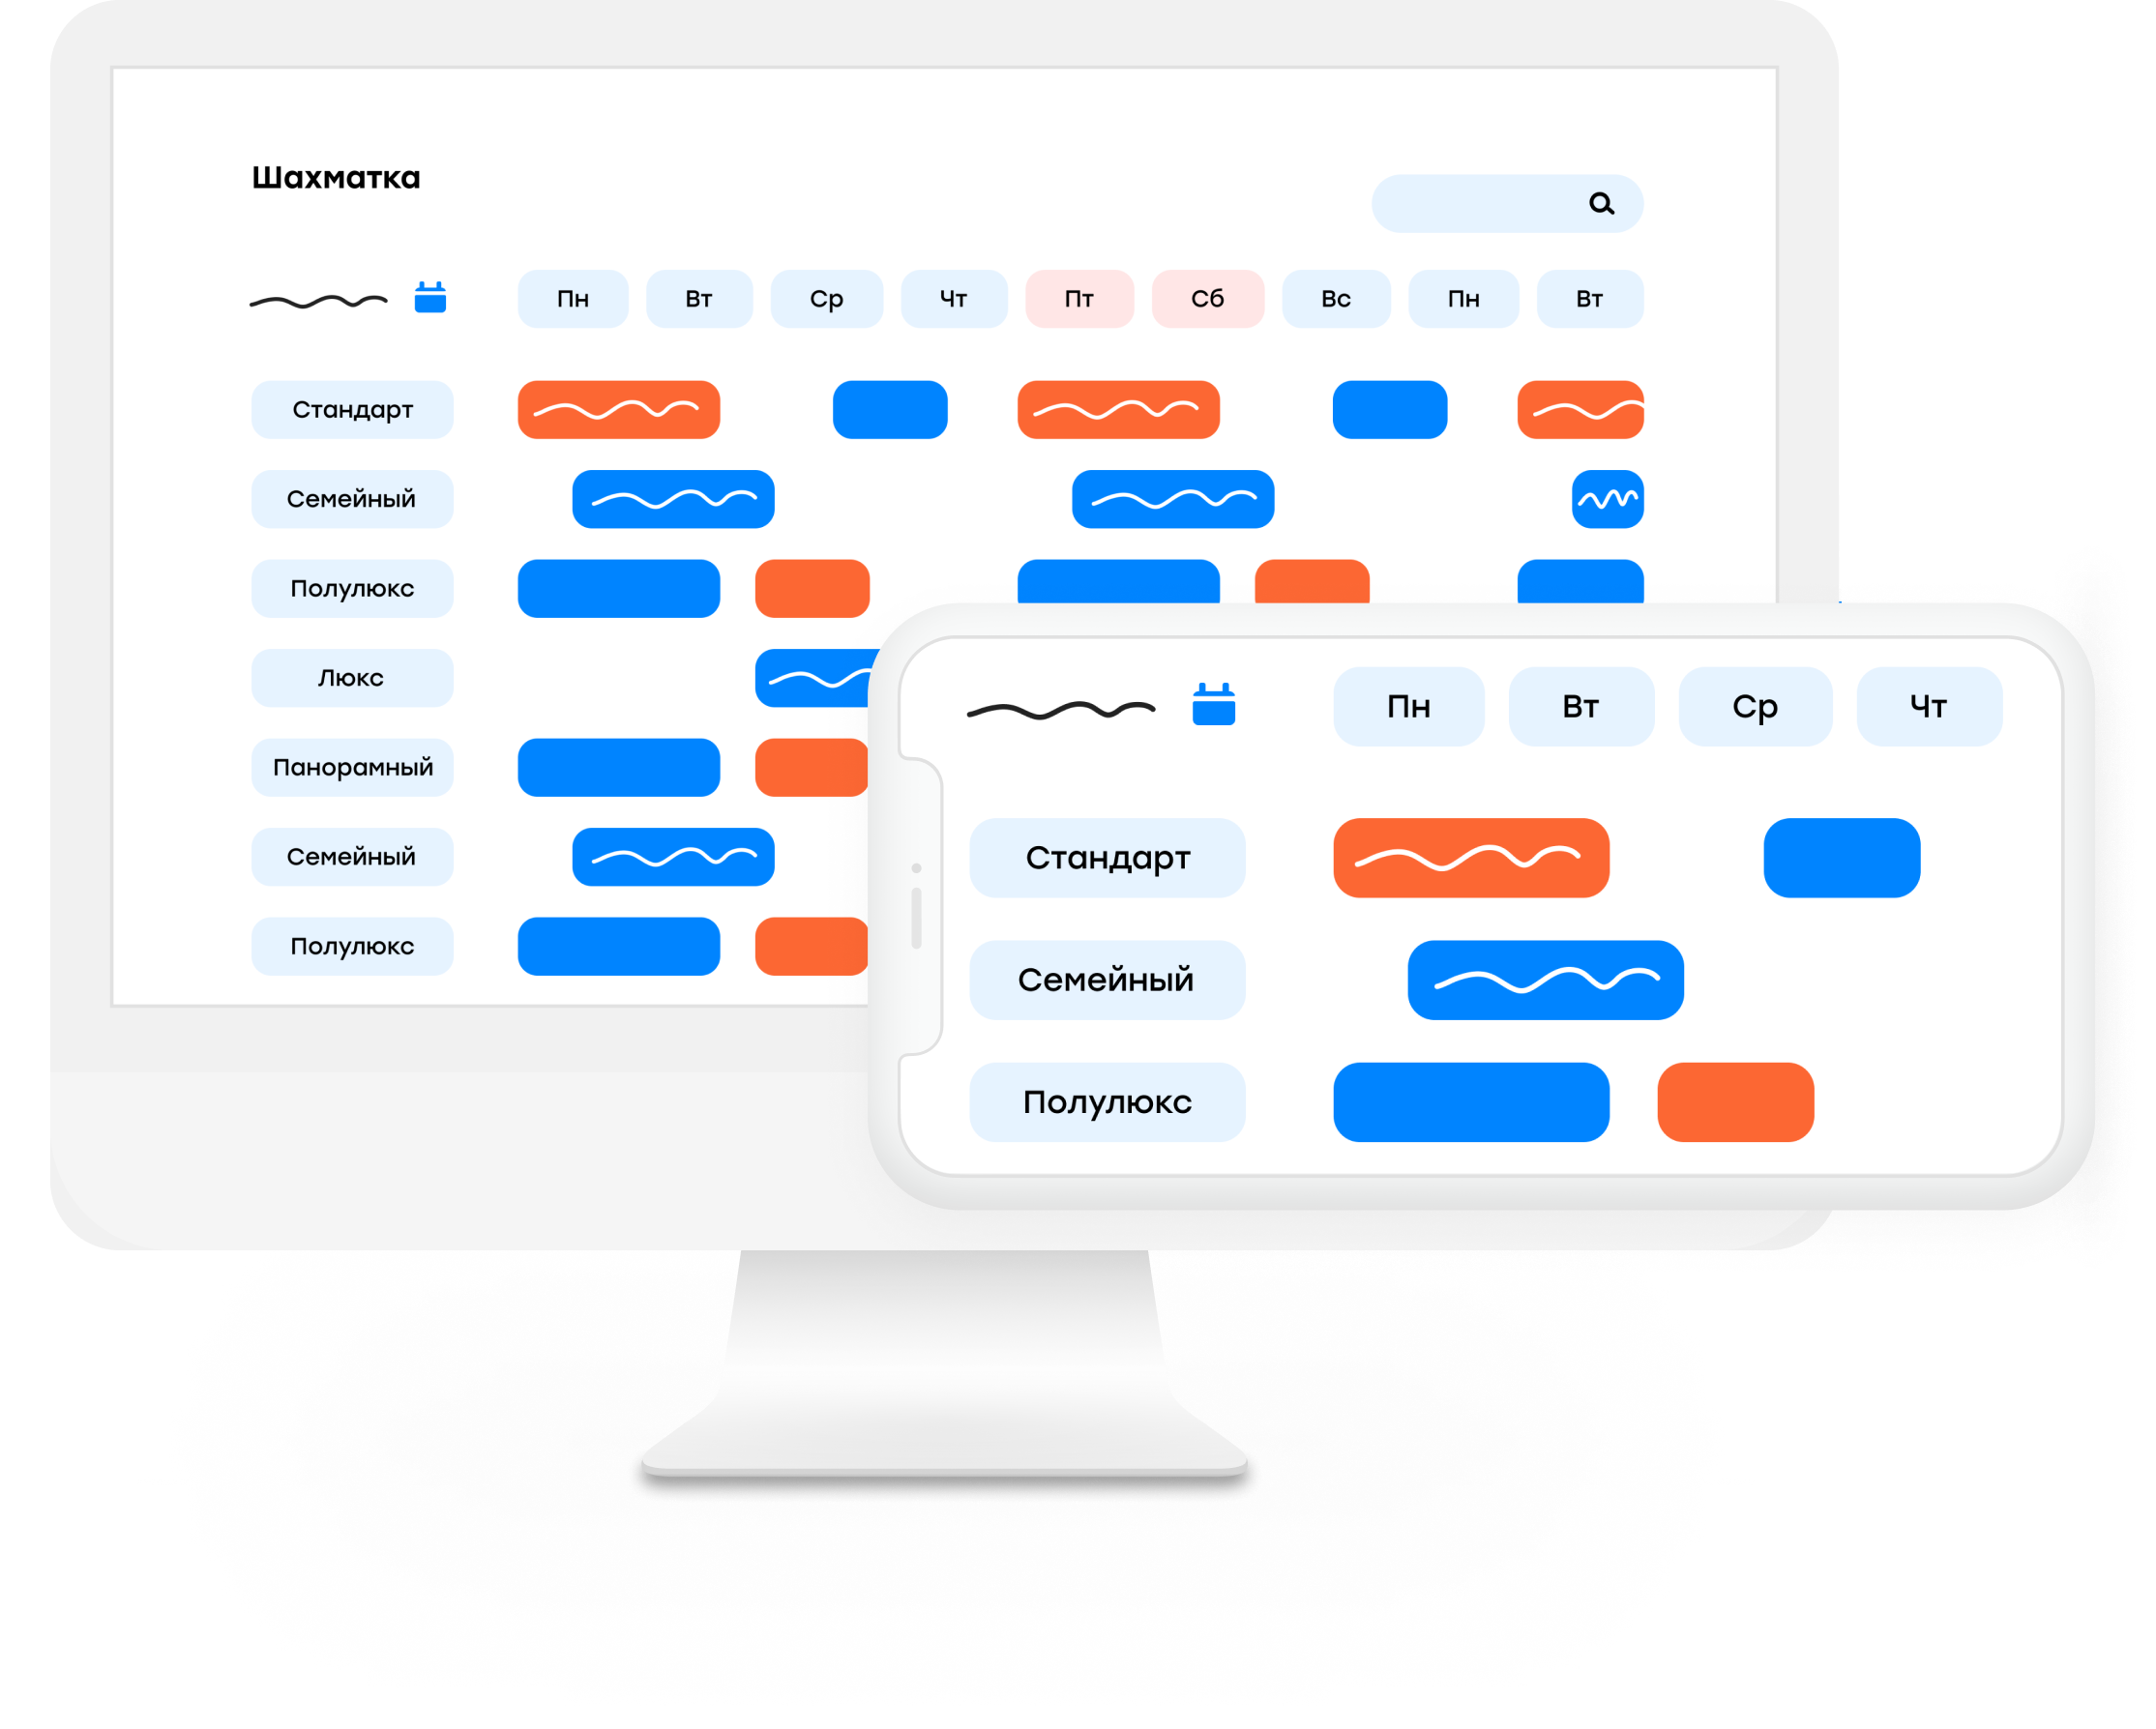 Шахматка
Пн Вт Ср Чт Пт Сб Вс Пн Вт
Стандарт
Семейный
Полулюкс
Люкс
Панорамный
Семейный
Полулюкс
Пн Вт Ср Чт
Стандарт
Семейный
Полулюкс